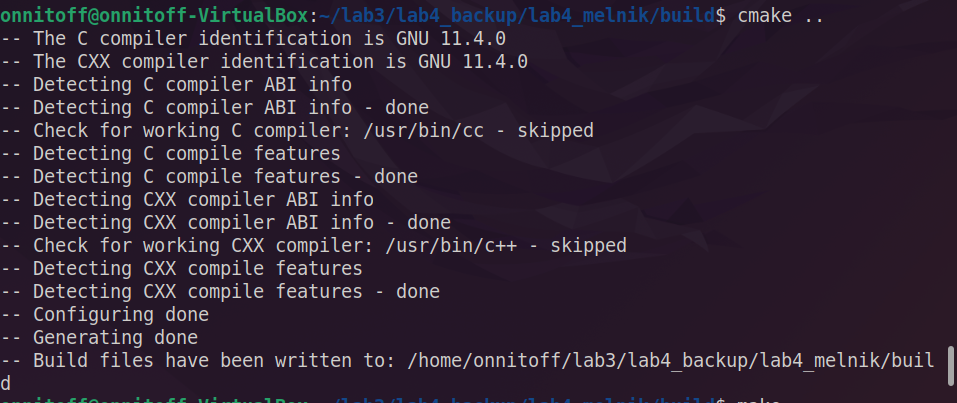 onnitoff@onnitoff-VirtualBox:~/lab3/lab4_backup/lab4_melnik/build$ cmake ..
-- The C compiler identification is GNU 11.4.0
-- The CXX compiler identification is GNU 11.4.0
-- Detecting C compiler ABI info
-- Detecting C compiler ABI info - done
-- Check for working C compiler: /usr/bin/cc - skipped
-- Detecting C compile features
-- Detecting C compile features - done
-- Detecting CXX compiler ABI info
-- Detecting CXX compiler ABI info - done
-- Check for working CXX compiler: /usr/bin/c++ - skipped
-- Detecting CXX compile features
-- Detecting CXX compile features - done
-- Configuring done
-- Generating done
-- Build files have been written to: /home/onnitoff/lab3/lab4_backup/lab4_melnik/buil
d
onnitoff@onnitoff-VirtualBox:~/lab3/lab4_backup/lab4_melnik/build$ make